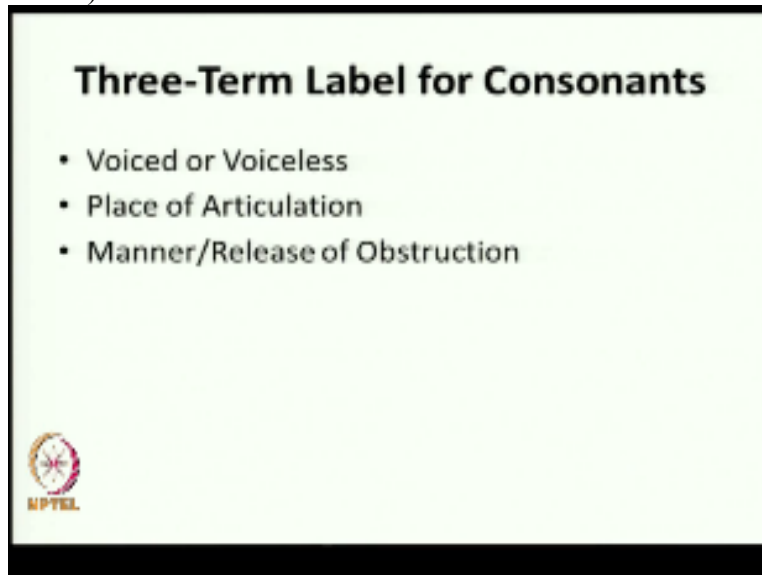 Three-Term Label for Consonants
• Voiced or Voiceless
• Place of Articulation
• Manner/Release of Obstruction
NPTEL